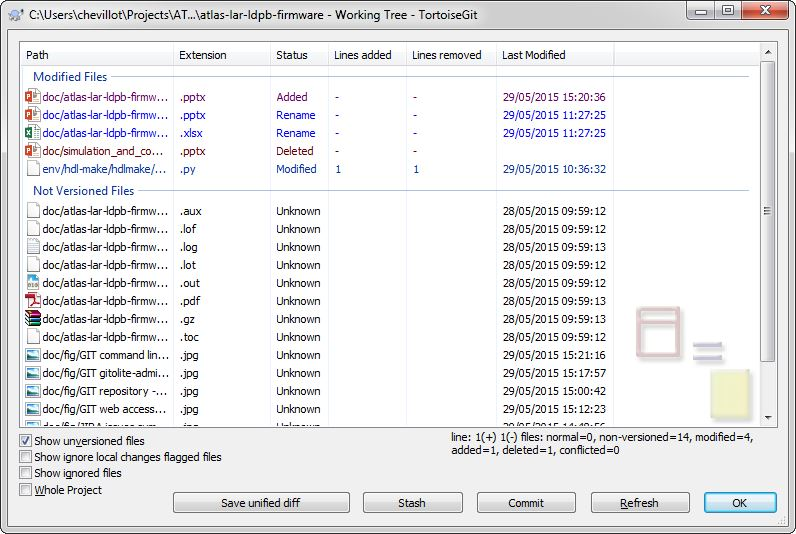 C:\Users\chevillot\Projects\AT...\atlas-lar-ldpb-firmware - Working Tree - TortoiseGit
Path Extension Status Lines added Lines removed Last Modified
Modified Files
doc/atlas-lar-ldpb-firmw... .pptx Added - - 29/05/2015 15:20:36
doc/atlas-lar-ldpb-firmw... .pptx Rename - - 29/05/2015 11:27:25
doc/atlas-lar-ldpb-firmw... .xlsx Rename - - 29/05/2015 11:27:25
doc/simulation_and_co... .pptx Deleted - -
env/hdl-make/hdlmake/... .py Modified 1 1 29/05/2015 10:36:32
Not Versioned Files
doc/atlas-lar-ldpb-firmw... .aux Unknown 28/05/2015 09:59:12
doc/atlas-lar-ldpb-firmw... .lof Unknown 28/05/2015 09:59:12
doc/atlas-lar-ldpb-firmw... .log Unknown 28/05/2015 09:59:13
doc/atlas-lar-ldpb-firmw... .lot Unknown 28/05/2015 09:59:12
doc/atlas-lar-ldpb-firmw... .out Unknown 28/05/2015 09:59:12
doc/atlas-lar-ldpb-firmw... .pdf Unknown 28/05/2015 09:59:13
doc/atlas-lar-ldpb-firmw... .gz Unknown 28/05/2015 09:59:13
doc/atlas-lar-ldpb-firmw... .toc Unknown 28/05/2015 09:59:12
doc/fig/GIT command lin... .jpg Unknown 29/05/2015 15:21:16
doc/fig/GIT gitolite-admi... .jpg Unknown 29/05/2015 15:17:57
doc/fig/GIT repository -... .jpg Unknown 29/05/2015 15:00:42
doc/fig/GIT web access... .jpg Unknown 29/05/2015 15:12:23
Show unversioned files
line: 1(+) 1(-) files: normal=0, non-versioned=14, modified=4,
added=1, deleted=1, conflicted=0
Show ignore local changes flagged files
Show ignored files
Whole Project
Save unified diff Stash Commit Refresh OK